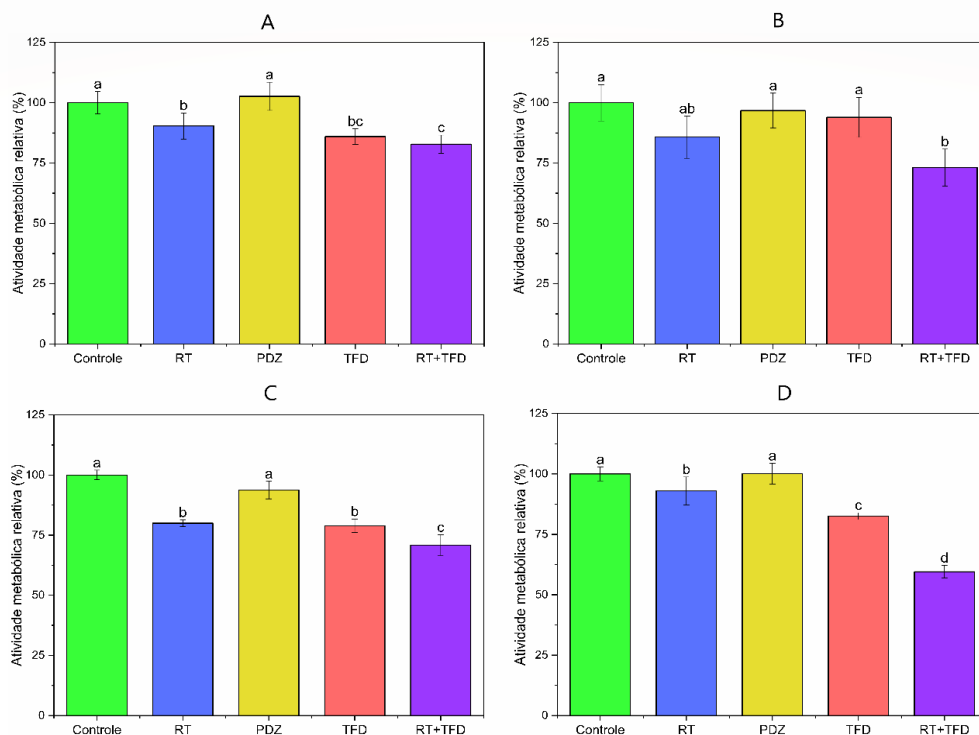 A
Atividade metabólica relativa (%)
125
100
75
50
25
0
a
b
a
bc
c
Controle RT PDZ TFD RT+TFD
B
Atividade metabólica relativa (%)
125
100
75
50
25
0
a
ab
a
a
b
Controle RT PDZ TFD RT+TFD
C
Atividade metabólica relativa (%)
125
100
75
50
25
0
a
b
a
b
c
Controle RT PDZ TFD RT+TFD
D
Atividade metabólica relativa (%)
125
100
75
50
25
0
a
b
a
c
d
Controle RT PDZ TFD RT+TFD